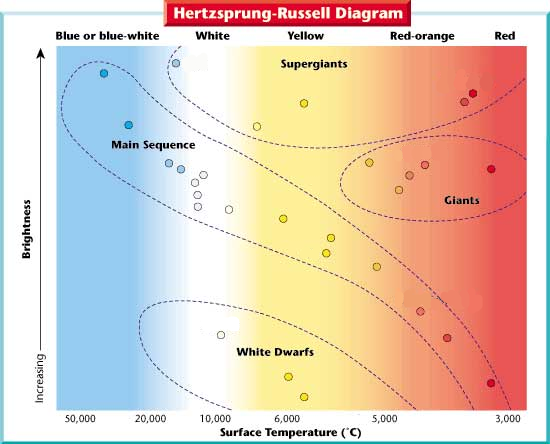 Hertzsprung-Russell Diagram
Blue or blue-white White Yellow Red-orange Red
Supergiants
Main Sequence
Giants
White Dwarfs
Brightness
Increasing
50,000 20,000 10,000 6,000 5,000 3,000
Surface Temperature (°C)